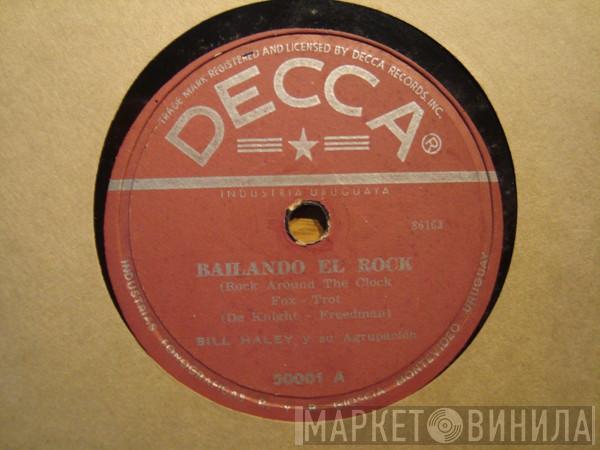 TRADE MARK REGISTERED AND LICENSED BY DECCA RECORDS, INC.
DECCA®
INDUSTRIA URUGUAYA
86163
BAILANDO EL ROCK
(Rock Around The Clock
Fox - Trot
(De Knight - Freedman)
BILL HALEY y su Agrupación
50001 A
INDUSTRIAS FONOGRAFICAS R. Y R. GIOSCIA MONTEVIDEO URUGUAY
МАРКЕТ ВИНИЛА